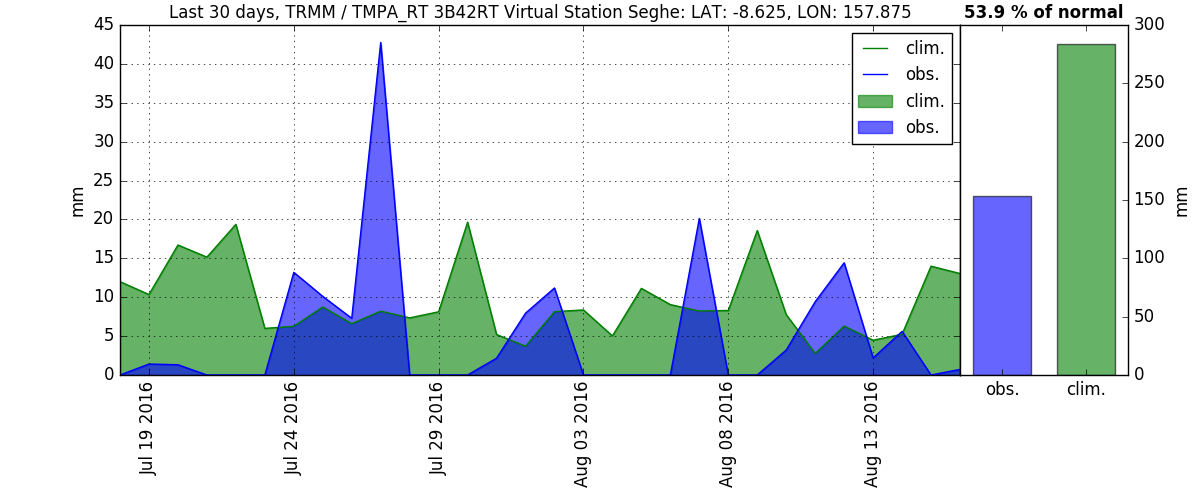 Last 30 days, TRMM / TMPA_RT 3B42RT Virtual Station Seghe: LAT: -8.625, LON: 157.875
53.9 % of normal
45
40
35
30
25
20
15
10
5
0
mm
clim.
obs.
clim.
obs.
Jul 19 2016
Jul 24 2016
Jul 29 2016
Aug 03 2016
Aug 08 2016
Aug 13 2016
300
250
200
150
100
50
0
mm
obs.
clim.